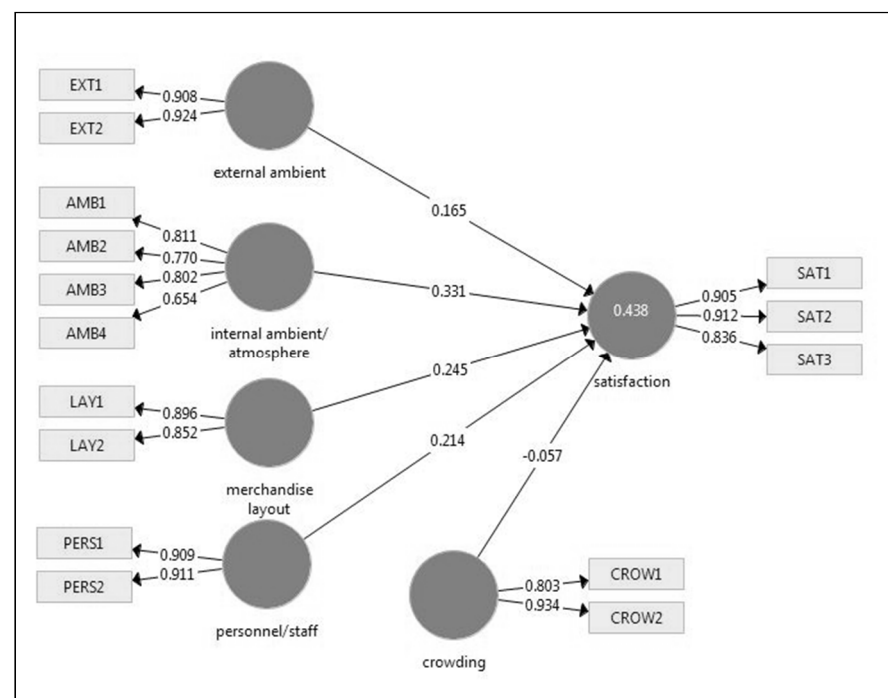 EXT1
0.908
EXT2
0.924
external ambient
0.165
AMB1
0.811
AMB2
0.770
AMB3
0.802
AMB4
0.654
internal ambient/
atmosphere
0.331
LAY1
0.896
LAY2
0.852
merchandise
layout
0.245
PERS1
0.909
PERS2
0.911
personnel/staff
0.214
CROW1
0.803
CROW2
0.934
crowding
-0.057
0.438
satisfaction
SAT1
0.905
SAT2
0.912
SAT3
0.836